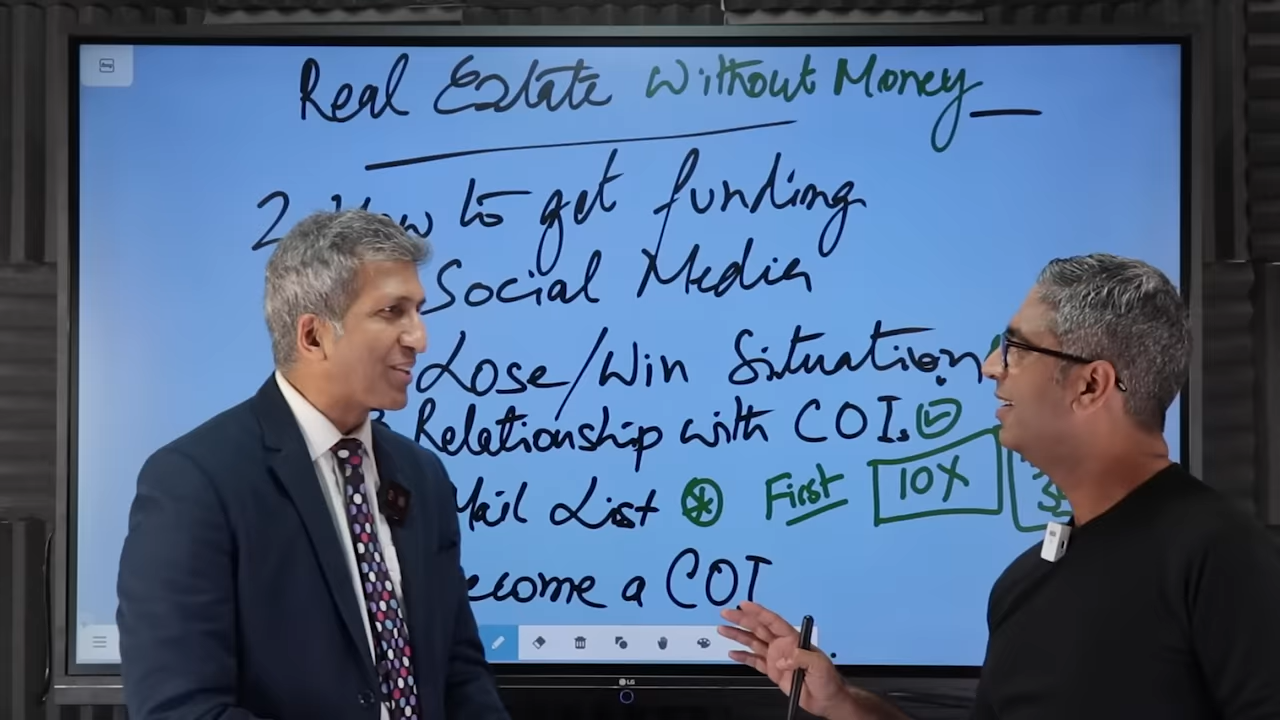 Real Estate Without Money
2. How to get funding
Social Media
Lose/Win Situation
Relationship with COI.
Mail List * First 10X
become a COI
LG